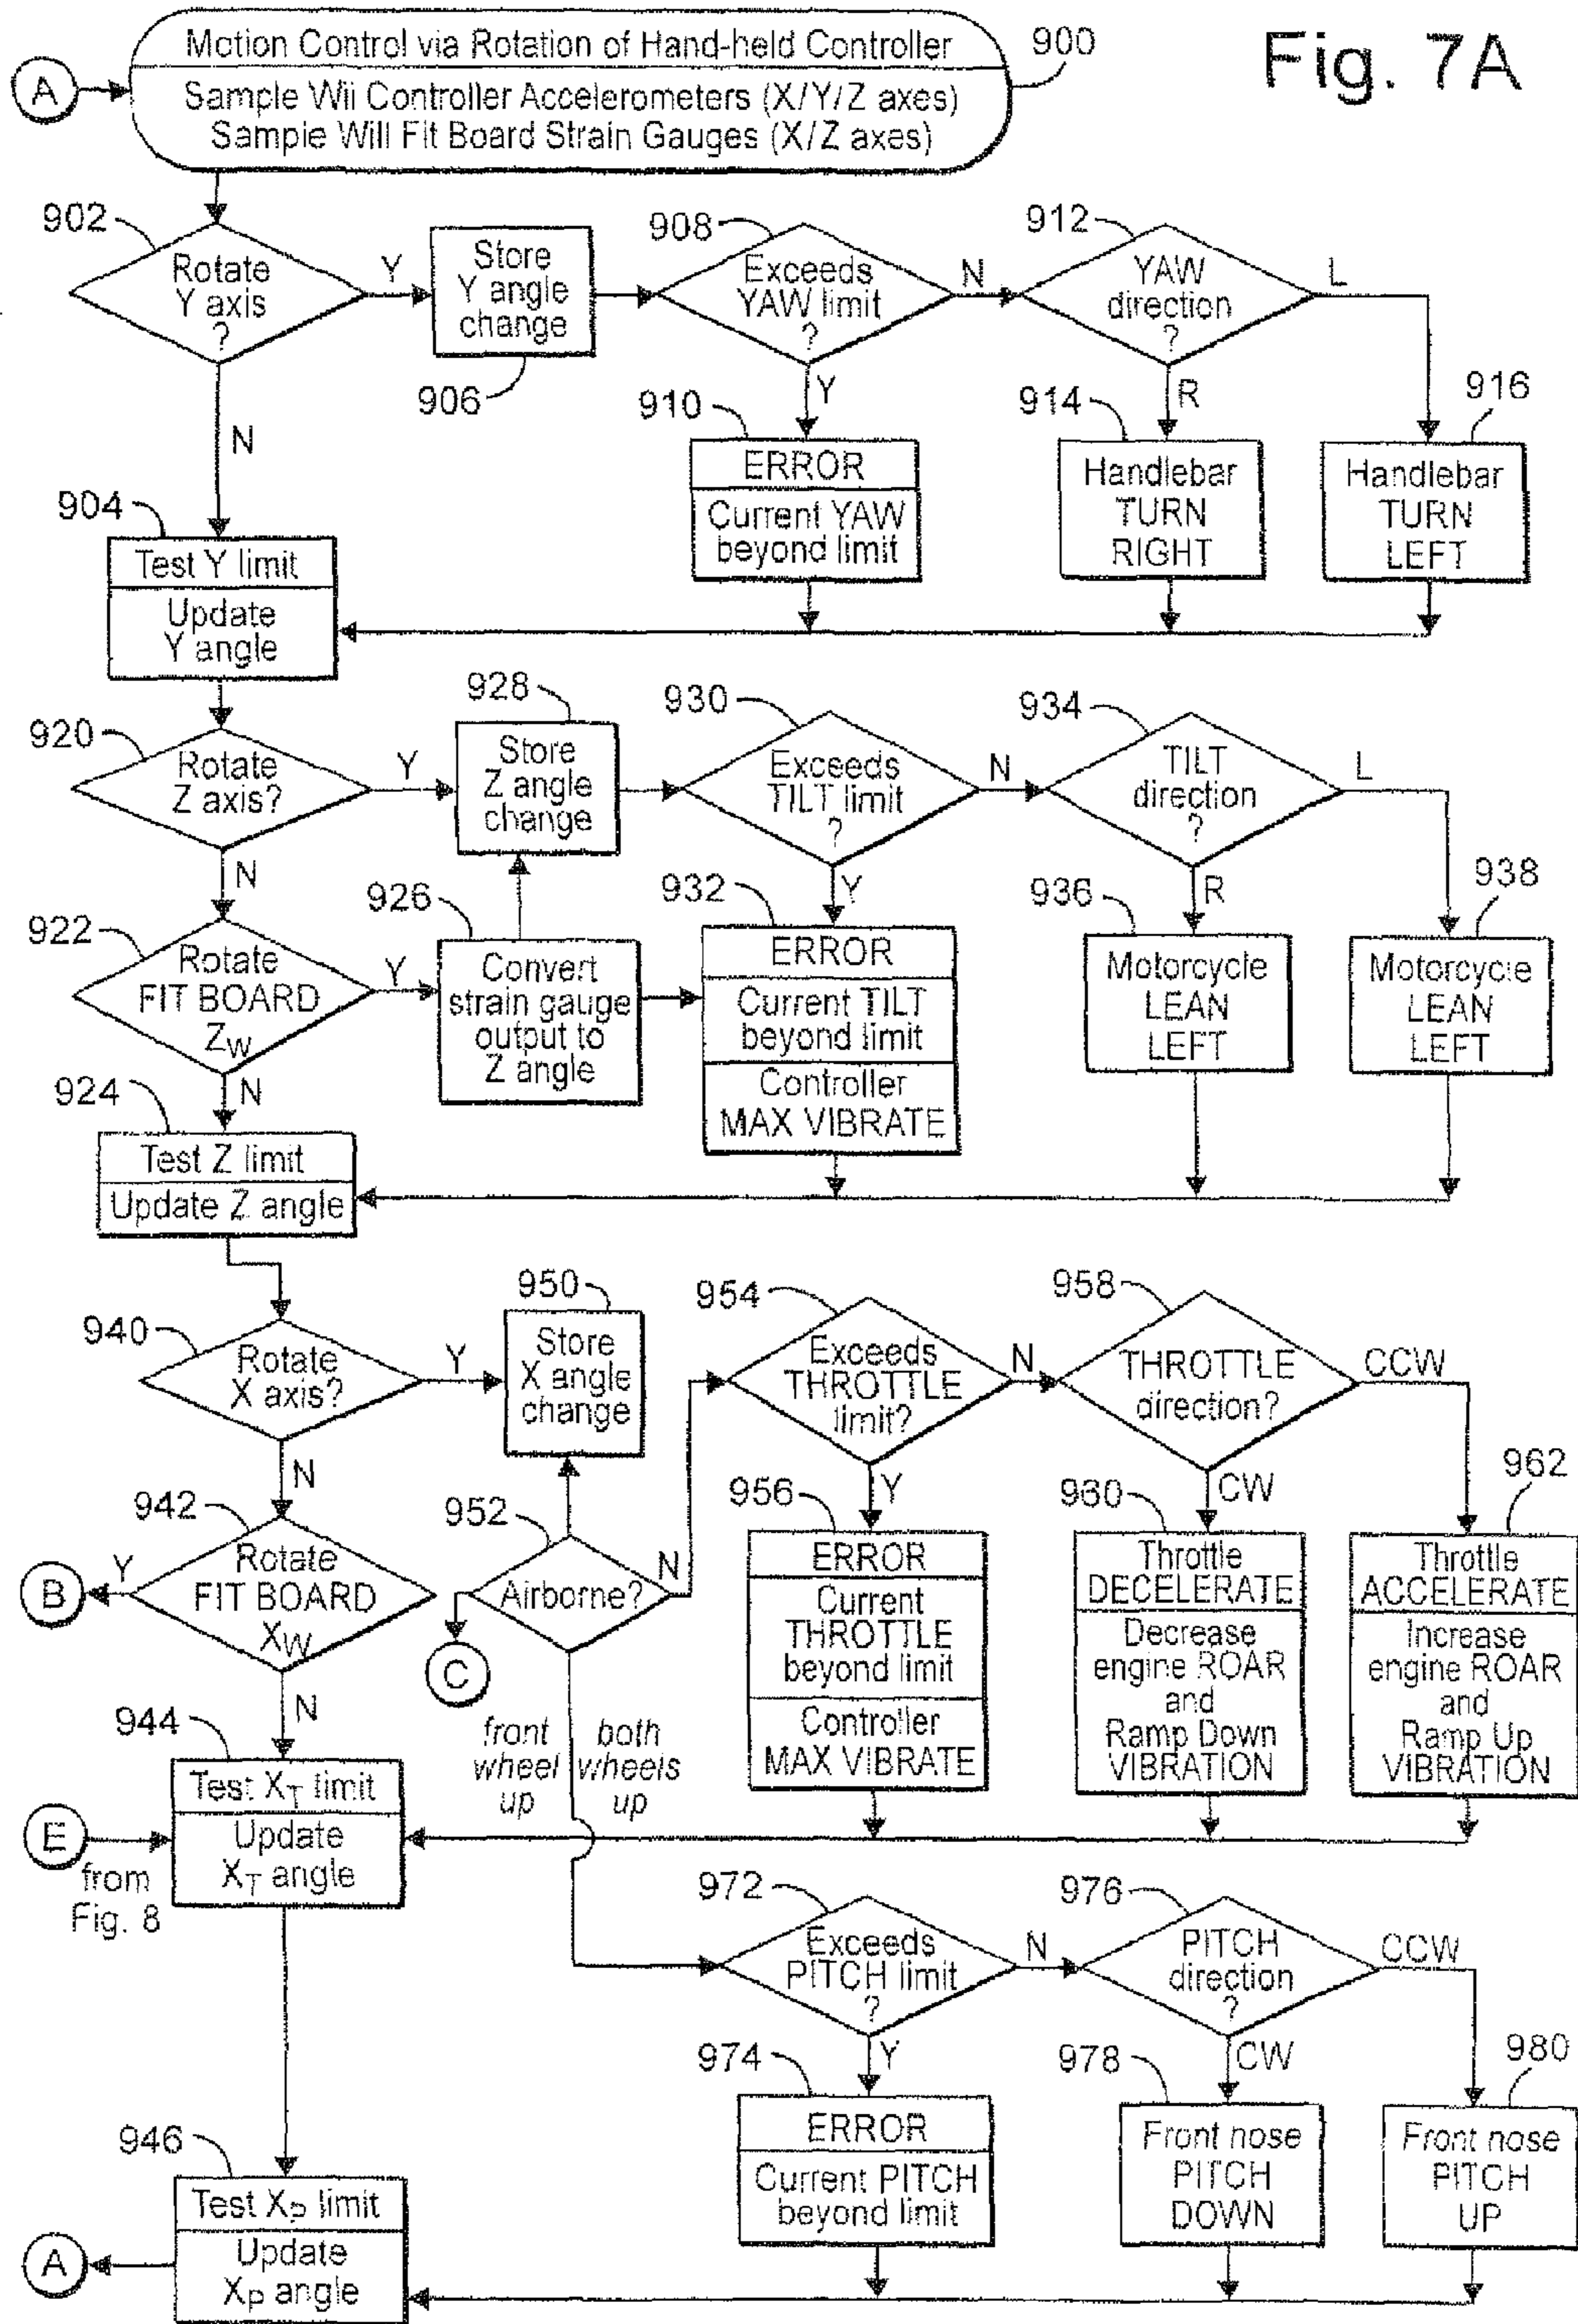 Fig. 7A
A
Motion Control via Rotation of Hand-held Controller
Sample Wii Controller Accelerometers (X/Y/Z axes)
Sample Will Fit Board Strain Gauges (X/Z axes)
900
902
Rotate
Y axis
?
Y
N
Store
Y angle
change
906
908
Exceeds
YAW limit
?
N
Y
912
YAW
direction
?
L
R
910
ERROR
Current YAW
beyond limit
914
Handlebar
TURN
RIGHT
916
Handlebar
TURN
LEFT
904
Test Y limit
Update
Y angle
920
Rotate
Z axis?
Y
N
928
Store
Z angle
change
930
Exceeds
TILT limit
?
N
Y
934
TILT
direction
?
L
R
922
Rotate
FIT BOARD
ZW
Y
N
926
Convert
strain gauge
output to
Z angle
932
ERROR
Current TILT
beyond limit
Controller
MAX VIBRATE
936
Motorcycle
LEAN
LEFT
938
Motorcycle
LEAN
LEFT
924
Test Z limit
Update Z angle
940
Rotate
X axis?
Y
N
950
Store
X angle
change
954
Exceeds
THROTTLE
limit?
N
Y
958
THROTTLE
direction?
CCW
CW
942
Rotate
FIT BOARD
XW
Y
B
N
952
Airborne?
N
C
front
wheel
up
both
wheels
up
956
ERROR
Current
THROTTLE
beyond limit
Controller
MAX VIBRATE
960
Throttle
DECELERATE
Decrease
engine ROAR
and
Ramp Down
VIBRATION
962
Throttle
ACCELERATE
Increase
engine ROAR
and
Ramp Up
VIBRATION
944
Test XT limit
Update
XT angle
E
from
Fig. 8
972
Exceeds
PITCH limit
?
N
Y
976
PITCH
direction
?
CCW
CW
974
ERROR
Current PITCH
beyond limit
978
Front nose
PITCH
DOWN
980
Front nose
PITCH
UP
946
Test XP limit
Update
XP angle
A